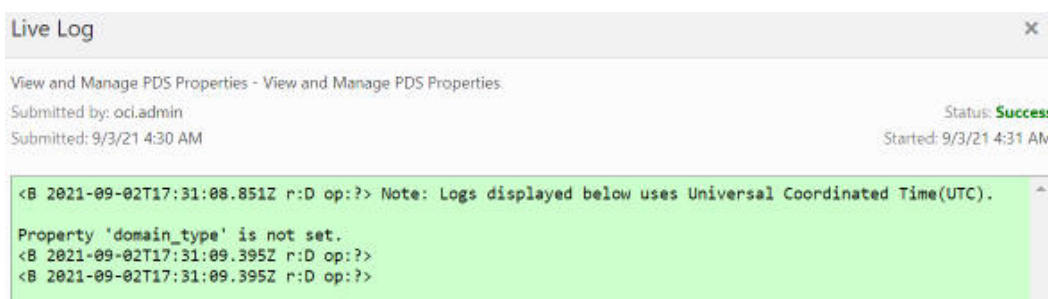 Live Log
View and Manage PDS Properties - View and Manage PDS Properties
Submitted by: oci.admin
Status: Success
Submitted: 9/3/21 4:30 AM
Started: 9/3/21 4:31 AM
<B 2021-09-02T17:31:08.851Z r:D op:?> Note: Logs displayed below uses Universal Coordinated Time(UTC).
Property 'domain_type' is not set.
<B 2021-09-02T17:31:09.395Z r:D op:?>
<B 2021-09-02T17:31:09.395Z r:D op:?>